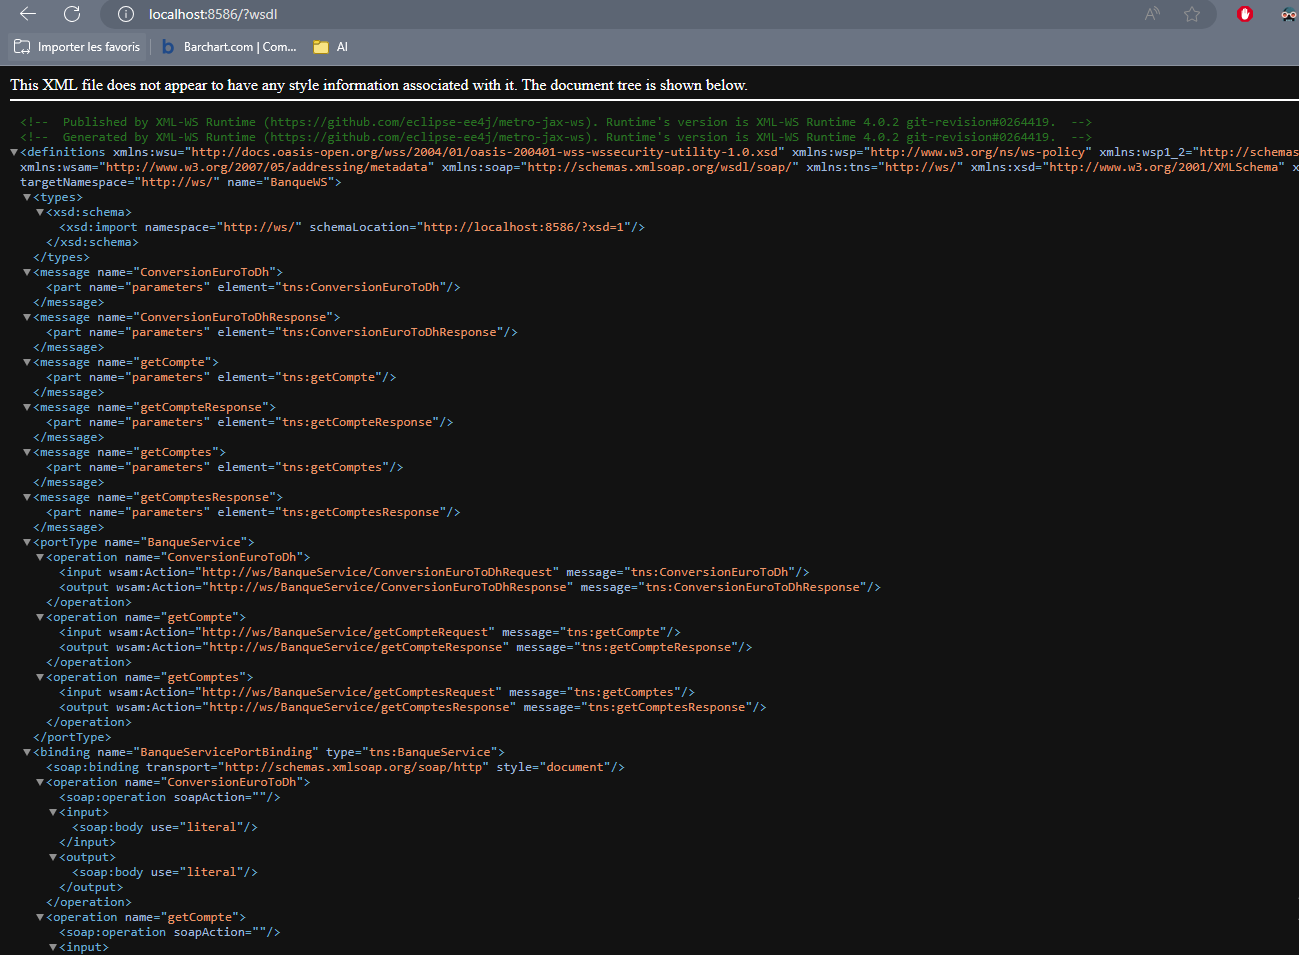 localhost:8586/?wsdl
Importer les favoris
Barchart.com | Com...
AI
This XML file does not appear to have any style information associated with it. The document tree is shown below.
<!-- Published by XML-WS Runtime (https://github.com/eclipse-ee4j/metro-jax-ws). Runtime's version is XML-WS Runtime 4.0.2 git-revision#0264419. -->
<!-- Generated by XML-WS Runtime (https://github.com/eclipse-ee4j/metro-jax-ws). Runtime's version is XML-WS Runtime 4.0.2 git-revision#0264419. -->
▼<definitions xmlns:wsu="http://docs.oasis-open.org/wss/2004/01/oasis-200401-wss-wssecurity-utility-1.0.xsd" xmlns:wsp="http://www.w3.org/ns/ws-policy" xmlns:wsp1_2="http://schemas
xmlns:wsam="http://www.w3.org/2007/05/addressing/metadata" xmlns:soap="http://schemas.xmlsoap.org/wsdl/soap/" xmlns:tns="http://ws/" xmlns:xsd="http://www.w3.org/2001/XMLSchema" x
targetNamespace="http://ws/" name="BanqueWS">
▼<types>
▼<xsd:schema>
<xsd:import namespace="http://ws/" schemaLocation="http://localhost:8586/?xsd=1"/>
</xsd:schema>
</types>
▼<message name="ConversionEuroToDh">
<part name="parameters" element="tns:ConversionEuroToDh"/>
</message>
▼<message name="ConversionEuroToDhResponse">
<part name="parameters" element="tns:ConversionEuroToDhResponse"/>
</message>
▼<message name="getCompte">
<part name="parameters" element="tns:getCompte"/>
</message>
▼<message name="getCompteResponse">
<part name="parameters" element="tns:getCompteResponse"/>
</message>
▼<message name="getComptes">
<part name="parameters" element="tns:getComptes"/>
</message>
▼<message name="getComptesResponse">
<part name="parameters" element="tns:getComptesResponse"/>
</message>
▼<portType name="BanqueService">
▼<operation name="ConversionEuroToDh">
<input wsam:Action="http://ws/BanqueService/ConversionEuroToDhRequest" message="tns:ConversionEuroToDh"/>
<output wsam:Action="http://ws/BanqueService/ConversionEuroToDhResponse" message="tns:ConversionEuroToDhResponse"/>
</operation>
▼<operation name="getCompte">
<input wsam:Action="http://ws/BanqueService/getCompteRequest" message="tns:getCompte"/>
<output wsam:Action="http://ws/BanqueService/getCompteResponse" message="tns:getCompteResponse"/>
</operation>
▼<operation name="getComptes">
<input wsam:Action="http://ws/BanqueService/getComptesRequest" message="tns:getComptes"/>
<output wsam:Action="http://ws/BanqueService/getComptesResponse" message="tns:getComptesResponse"/>
</operation>
</portType>
▼<binding name="BanqueServicePortBinding" type="tns:BanqueService">
<soap:binding transport="http://schemas.xmlsoap.org/soap/http" style="document"/>
▼<operation name="ConversionEuroToDh">
<soap:operation soapAction=""/>
▼<input>
<soap:body use="literal"/>
</input>
▼<output>
<soap:body use="literal"/>
</output>
</operation>
▼<operation name="getCompte">
<soap:operation soapAction=""/>
▼<input>